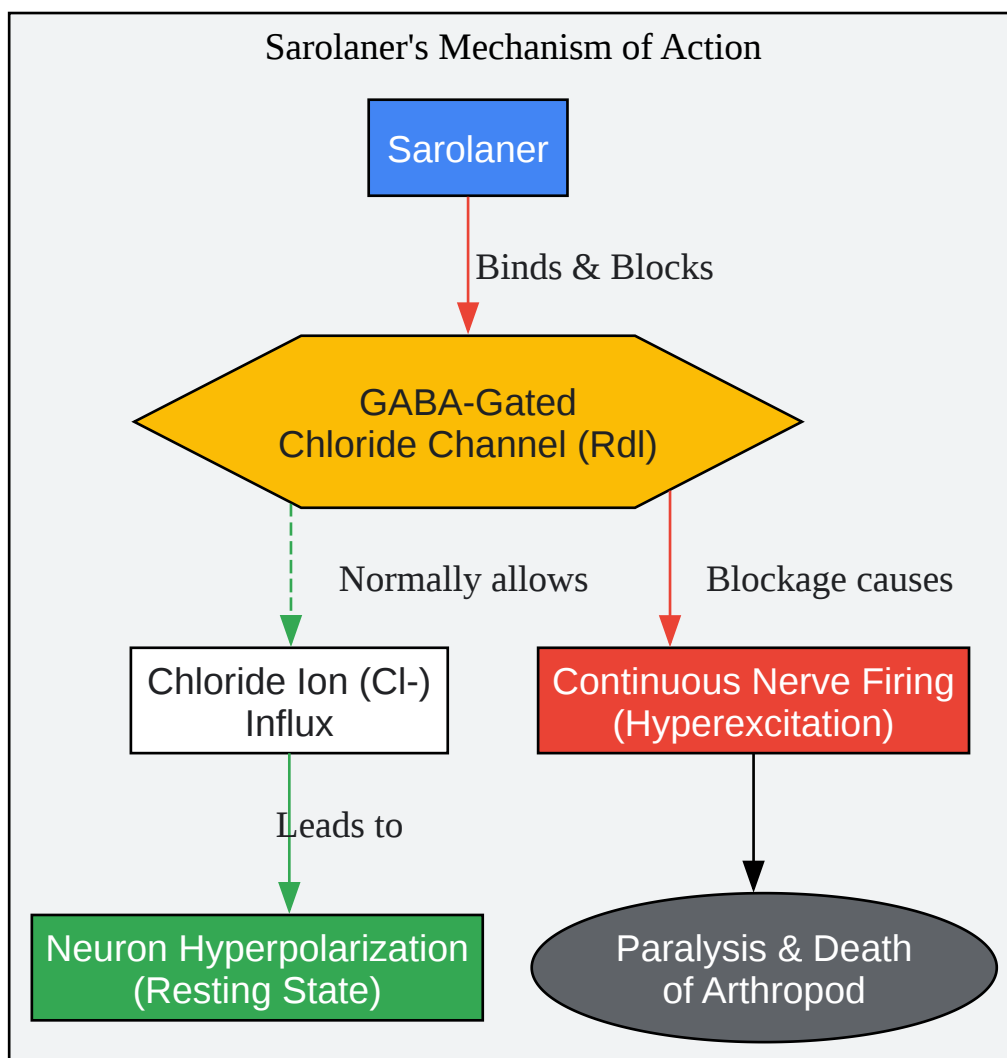 Sarolaner's Mechanism of Action
Sarolaner
Binds & Blocks
GABA-Gated
Chloride Channel (Rdl)
Normally allows
Blockage causes
Chloride Ion (Cl-)
Influx
Continuous Nerve Firing
(Hyperexcitation)
Leads to
Neuron Hyperpolarization
(Resting State)
Paralysis & Death
of Arthropod